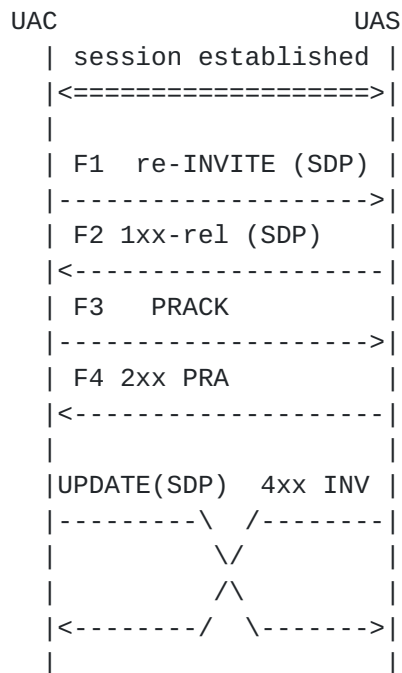 UAC UAS
| session established |
|<===================>|
| |
| F1 re-INVITE (SDP) |
|-------------------->|
| F2 1xx-rel (SDP) |
|<--------------------|
| F3 PRACK |
|-------------------->|
| F4 2xx PRA |
|<--------------------|
| |
|UPDATE(SDP) 4xx INV |
|---------\ /--------|
| \/ |
| /\ |
|<--------/ \------->|
| |